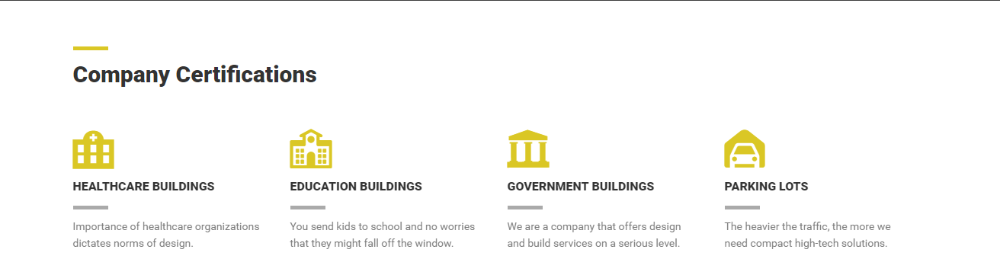 Company Certifications
HEALTHCARE BUILDINGS
Importance of healthcare organizations
dictates norms of design.
EDUCATION BUILDINGS
You send kids to school and no worries
that they might fall off the window.
GOVERNMENT BUILDINGS
We are a company that offers design
and build services on a serious level.
PARKING LOTS
The heavier the traffic, the more we
need compact high-tech solutions.